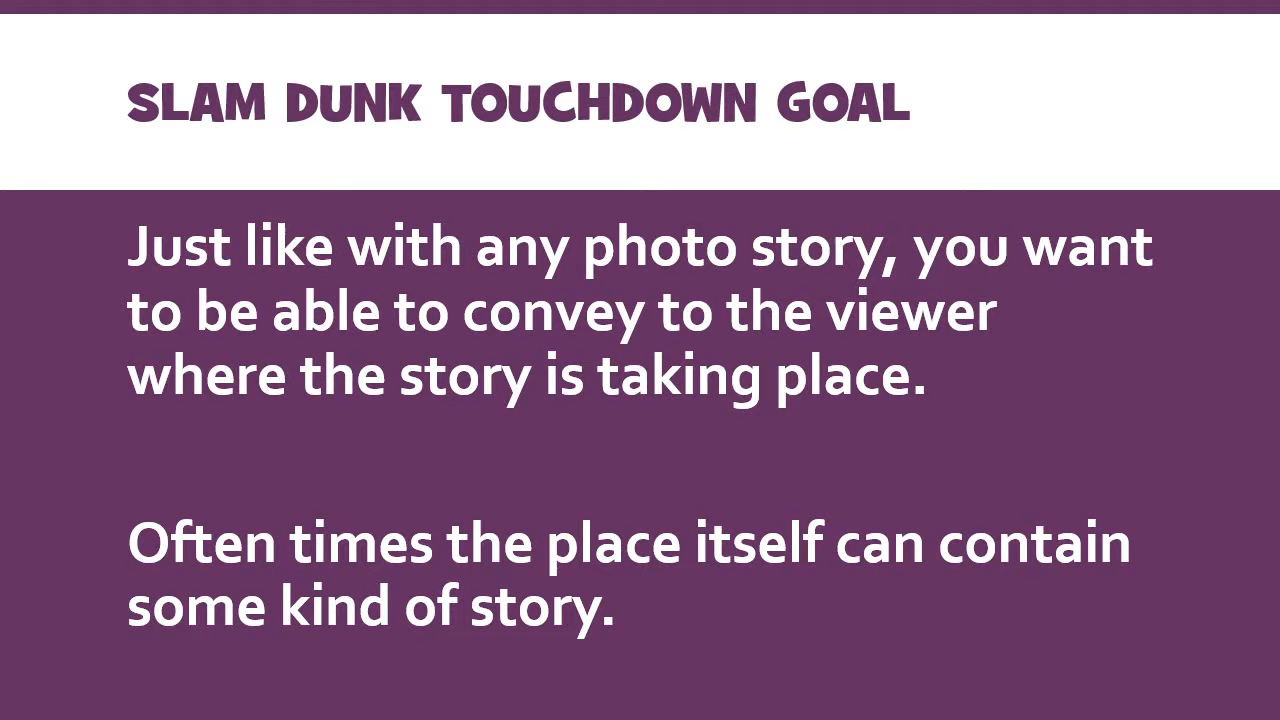 SLAM DUNK TOUCHDOWN GOAL
Just like with any photo story, you want
to be able to convey to the viewer
where the story is taking place.
Often times the place itself can contain
some kind of story.